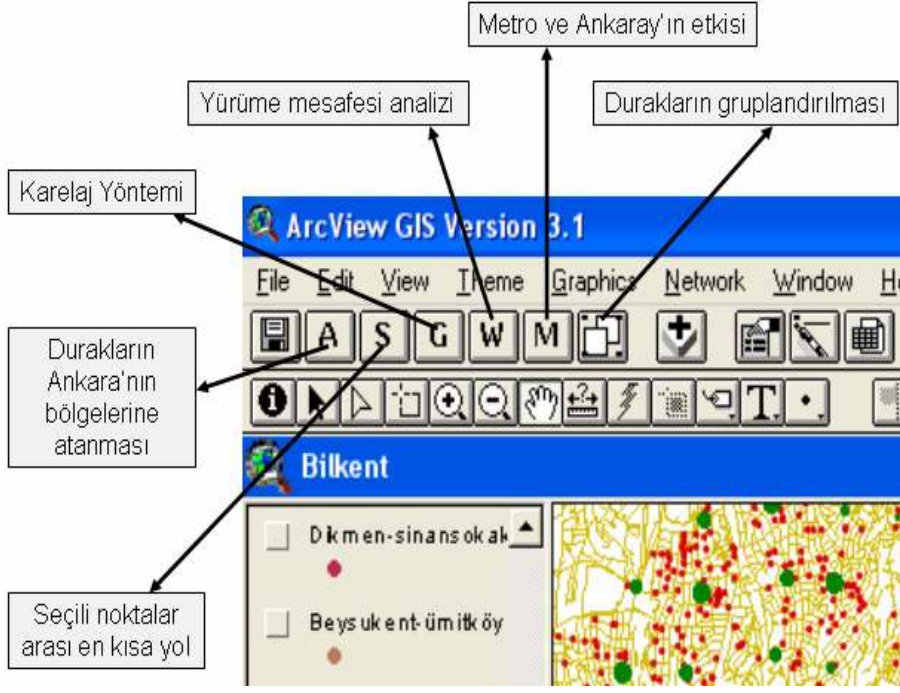 Metro ve Ankaray'ın etkisi
Yürüme mesafesi analizi
Durakların gruplandırılması
Karelaj Yöntemi
ArcView GIS Version 3.1
File Edit View Theme Graphics Network Window
A S G W M
Durakların
Ankara'nın
bölgelerine
atanması
T
Bilkent
Dikmen-sinansokak
Beysukent-ümitköy
Seçili noktalar
arası en kısa yol